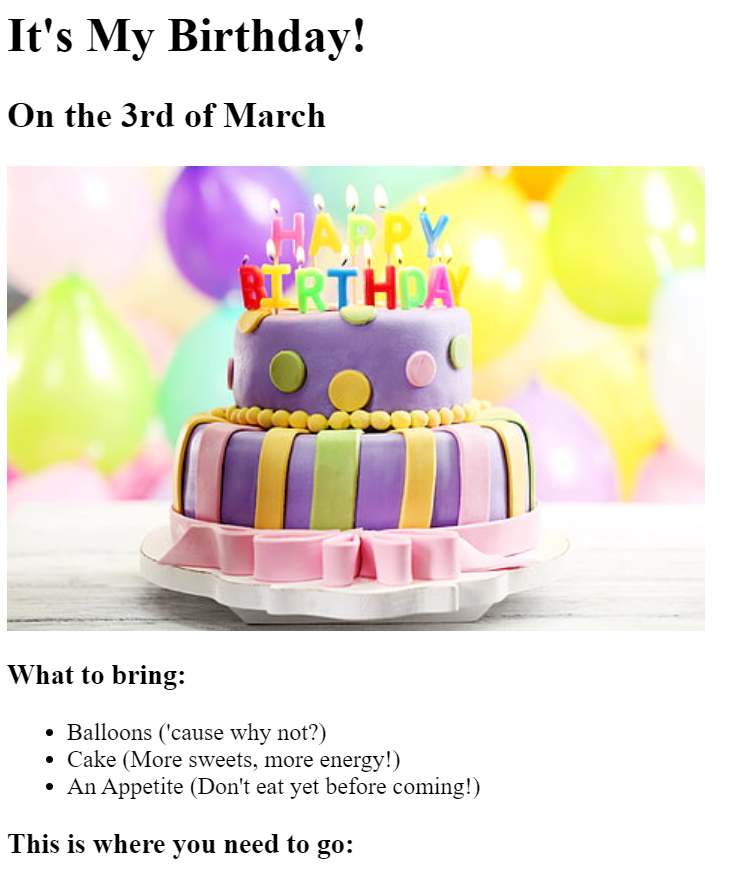 It's My Birthday!
On the 3rd of March
HAPPY
BIRTHDAY
What to bring:
Balloons ('cause why not?)
Cake (More sweets, more energy!)
An Appetite (Don't eat yet before coming!)
This is where you need to go: